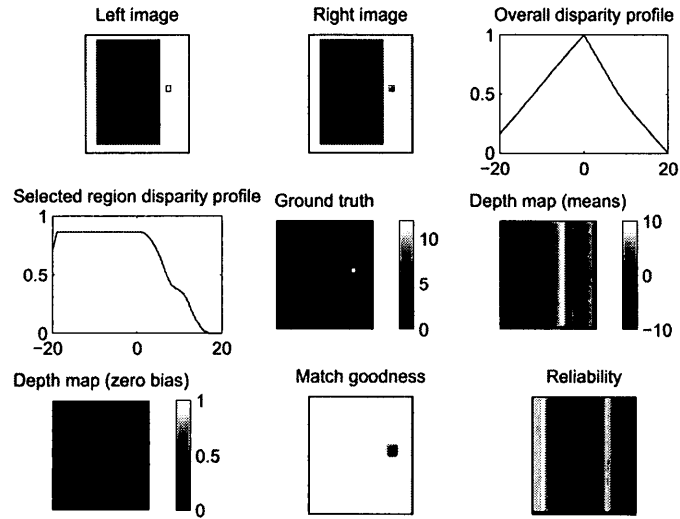 Left image
Right image
Overall disparity profile
1
0.5
0
−20
0
20
Selected region disparity profile
1
0.5
0
−20
0
20
Ground truth
10
5
0
Depth map (means)
10
0
−10
Depth map (zero bias)
1
0.5
0
Match goodness
Reliability